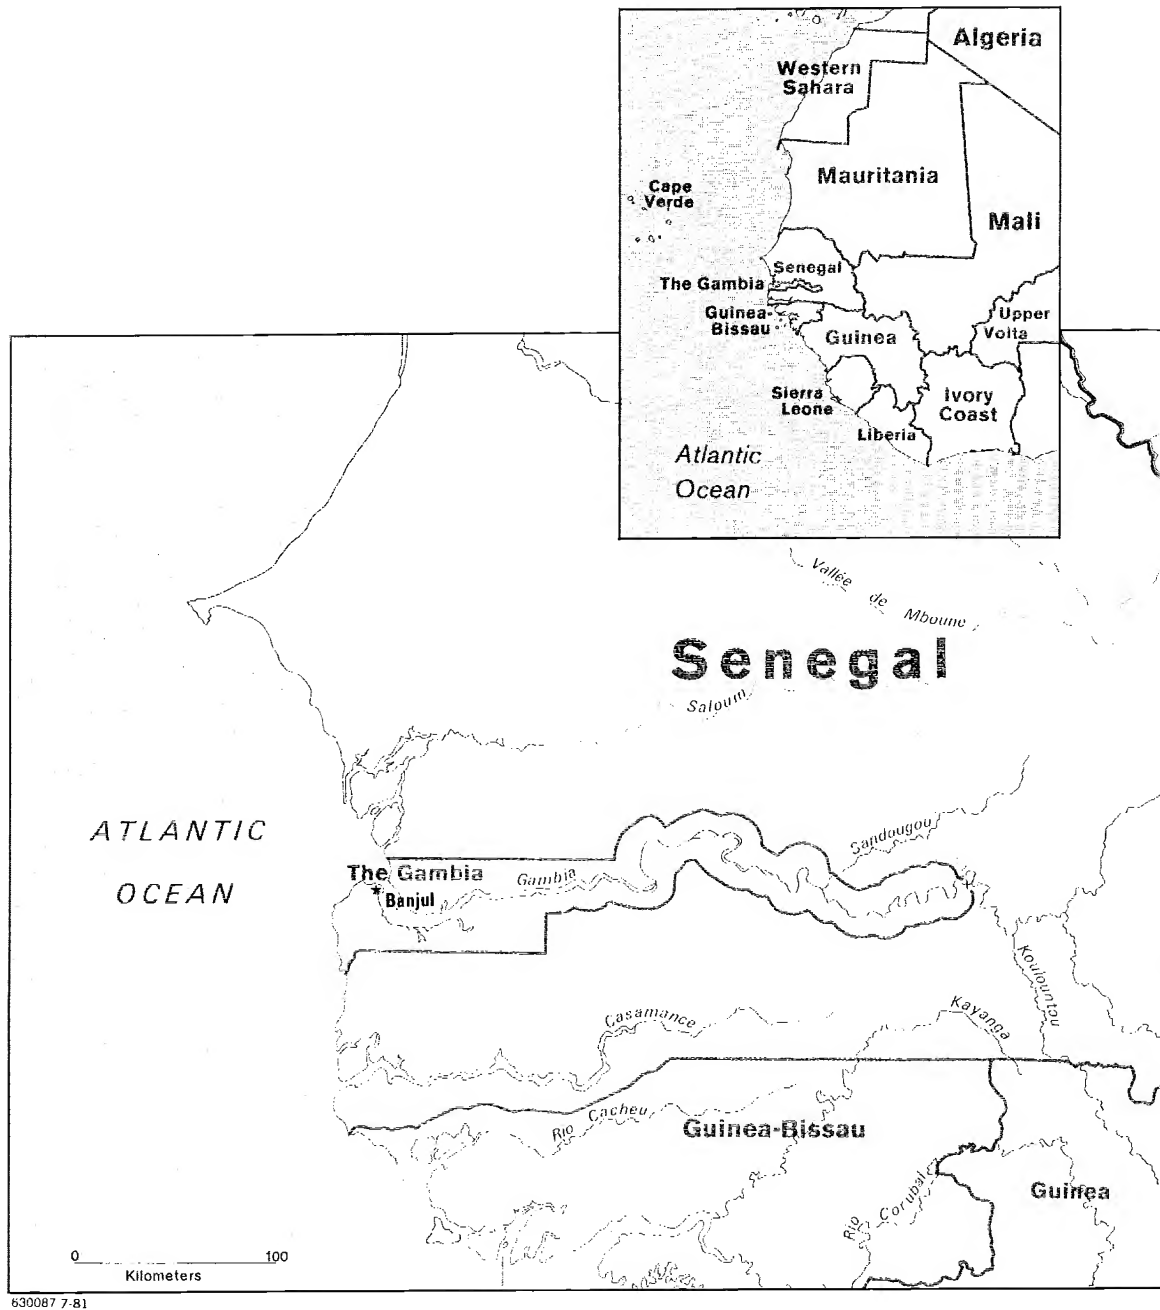 Algeria
Western
Sahara
Mauritania
Cape
Verde
Mali
Senegal
The Gambia
Guinea-
Bissau
Upper
Volta
Guinea
Sierra
Leone
Ivory
Coast
Liberia
Atlantic
Ocean
Vallée de Mboune
Senegal
Saloum
ATLANTIC
OCEAN
Sandougou
The Gambia
Gambia
Banjul
Koulountou
Casamance
Kayanga
Rio Cacheu
Guinea-Bissau
Rio Corubal
Guinea
0 100
Kilometers
630087 7-81